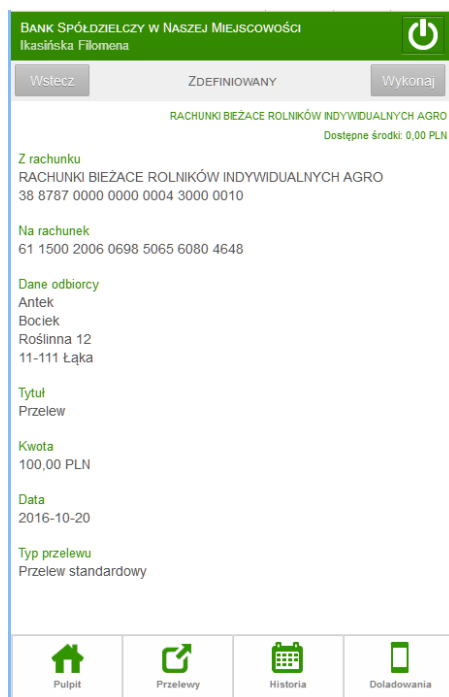 BANK SPÓŁDZIELCZY W NASZEJ MIEJSCOWOŚCI
Ikasińska Filomena
Wstecz
ZDEFINIOWANY
Wykonaj
RACHUNKI BIEŻACE ROLNIKÓW INDYWIDUALNYCH AGRO
Dostępne środki: 0,00 PLN
Z rachunku
RACHUNKI BIEŻACE ROLNIKÓW INDYWIDUALNYCH AGRO
38 8787 0000 0000 0004 3000 0010
Na rachunek
61 1500 2006 0698 5065 6080 4648
Dane odbiorcy
Antek
Bociek
Roślinna 12
11-111 Łąka
Tytuł
Przelew
Kwota
100,00 PLN
Data
2016-10-20
Typ przelewu
Przelew standardowy
Pulpit
Przelewy
Historia
Doladowania